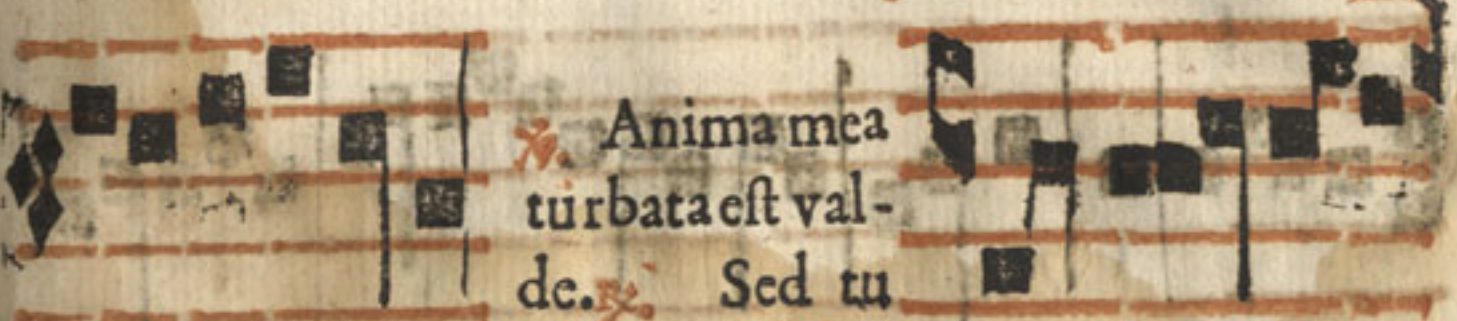 ℣. Anima mea
turbata eſt val-
de. ℟. Sed tu